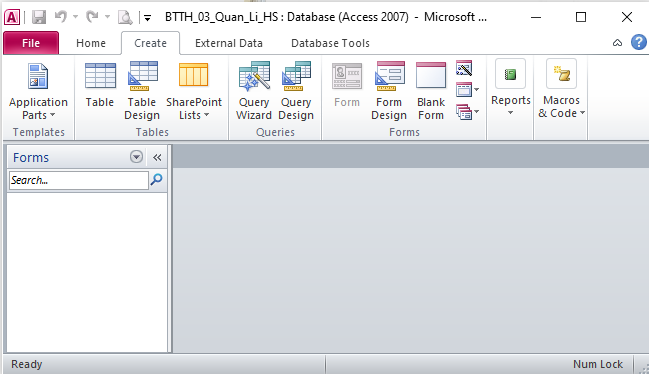 BTTH_03_Quan_Li_HS : Database (Access 2007) - Microsoft ...
File Home Create External Data Database Tools
Application Parts
Table
Table Design
SharePoint Lists
Query Wizard
Query Design
Form
Form Design
Blank Form
Reports
Macros & Code
Templates Tables Queries Forms
Forms
Search...
Ready Num Lock